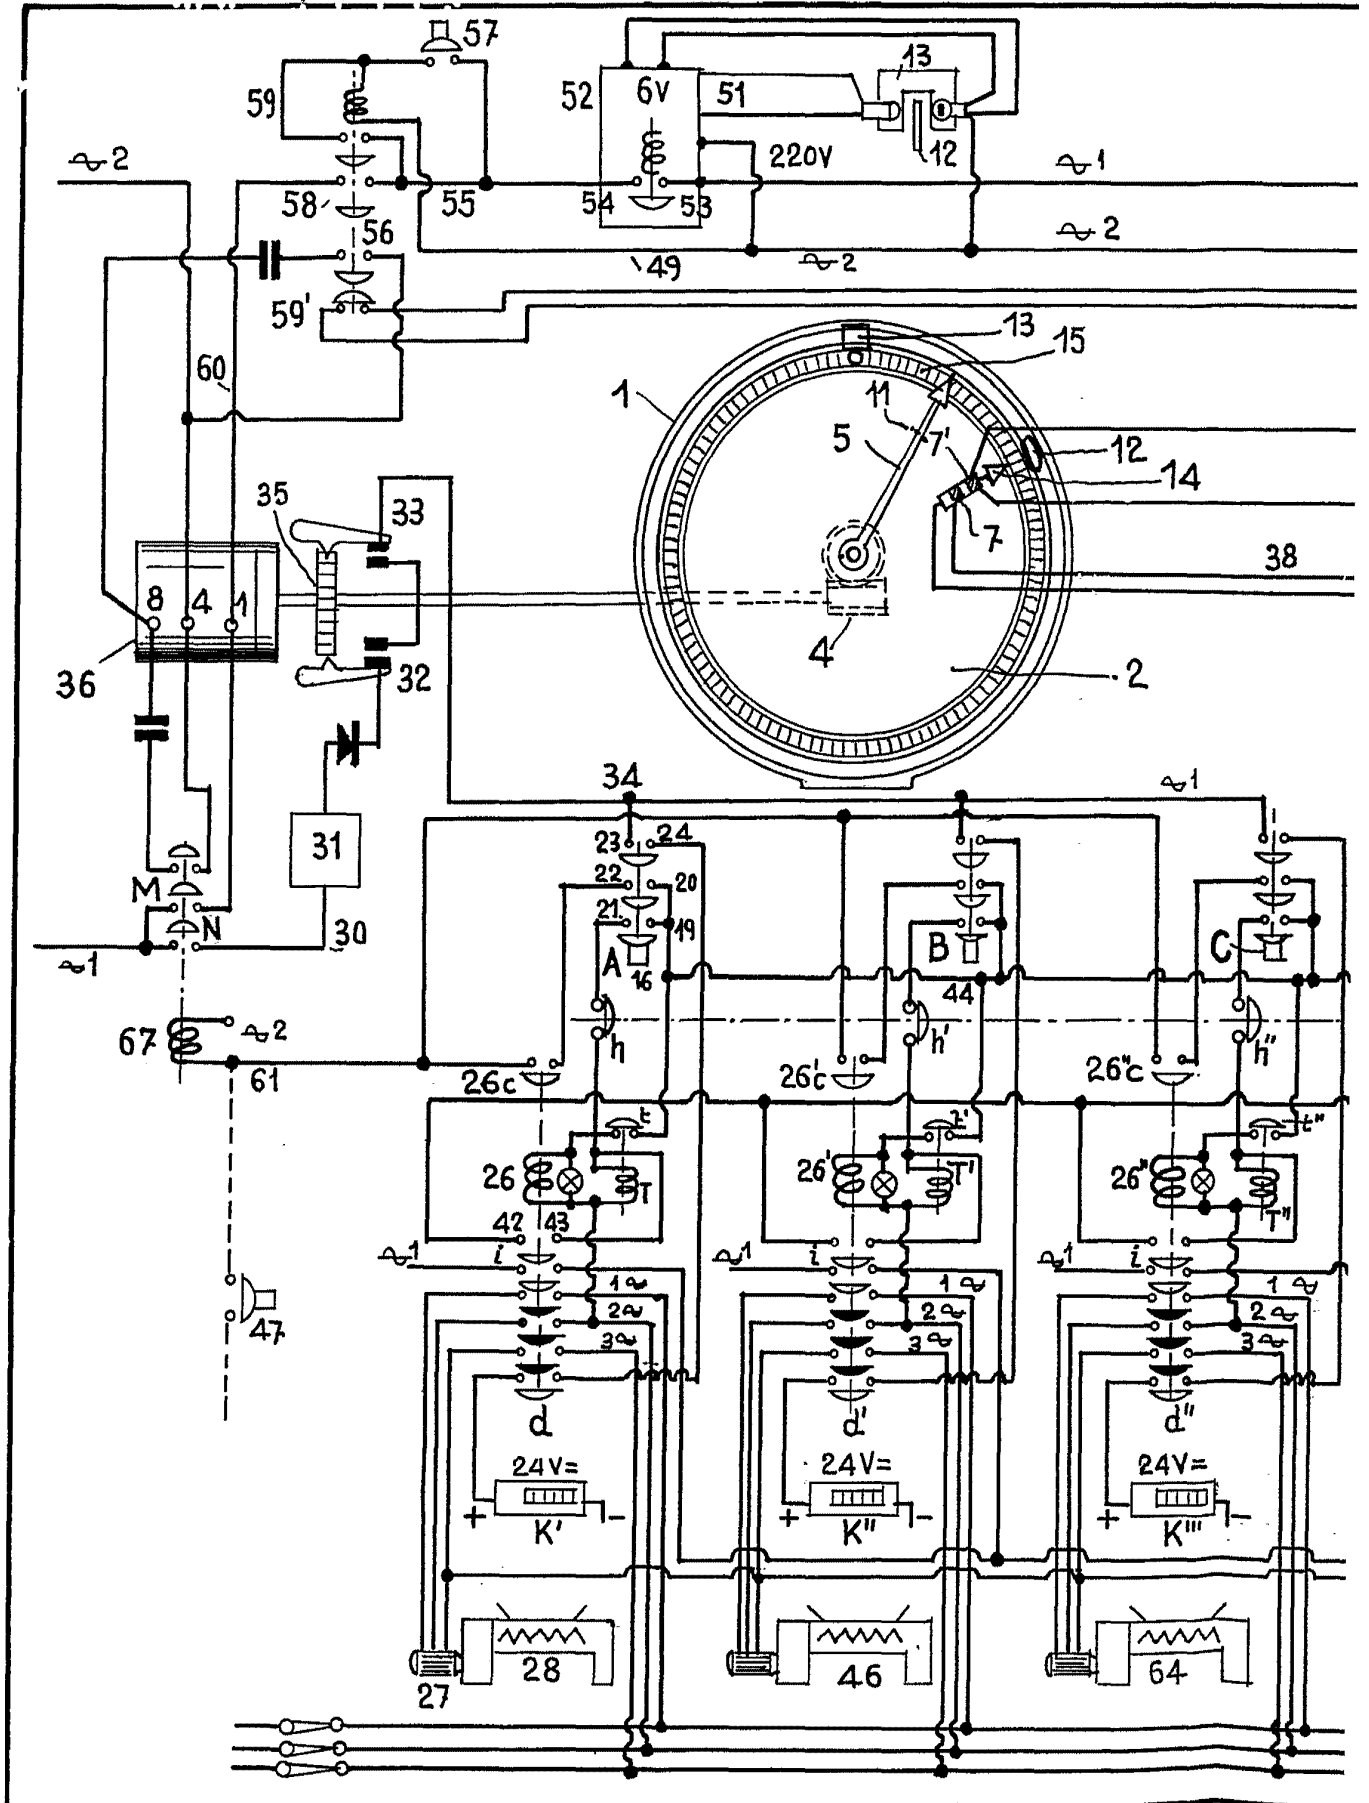 57
13
52
6V
51
59
12
220V
∿2
∿1
58'
55
54
53
56
∿2
49
∿2
59'
13
15
60
1
11
5
7'
12
14
35
33
7
38
8
4
1
4
36
32
2
34
∿1
31
23
24
22
20
M
21
19
N
30
A
B
C
∿1
16
44
67
∿2
h
h'
h"
61
26c
26'c
26"c
t
t'
t"
26
T
26'
T'
26"
T"
42
43
∿1
i
∿1
i
∿1
i
1∿
1∿
1∿
2∿
2∿
2∿
47
3∿
3∿
3∿
d
d'
d"
24V=
24V=
24V=
+
-
+
-
+
-
K'
K"
K'''
28
46
64
27